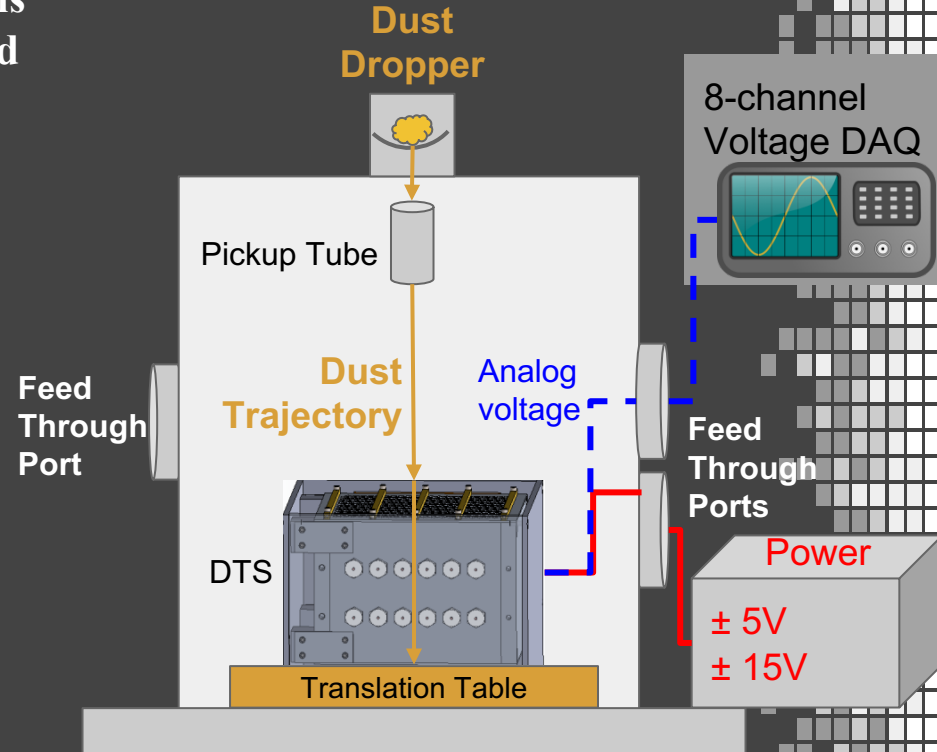 Dust
Dropper
8-channel
Voltage DAQ
Pickup Tube
Dust
Trajectory
Analog
voltage
Feed
Through
Port
Feed
Through
Ports
DTS
Power
± 5V
± 15V
Translation Table